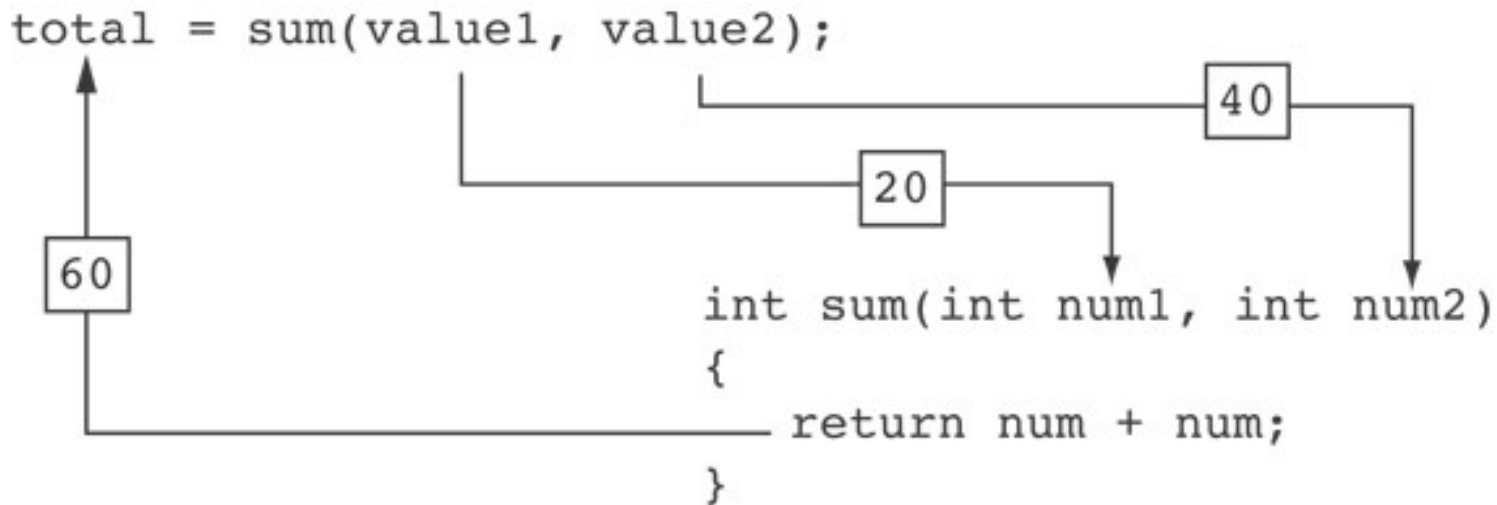 total = sum(value1, value2);
40
20
60
int sum(int num1, int num2)
{
return num + num;
}